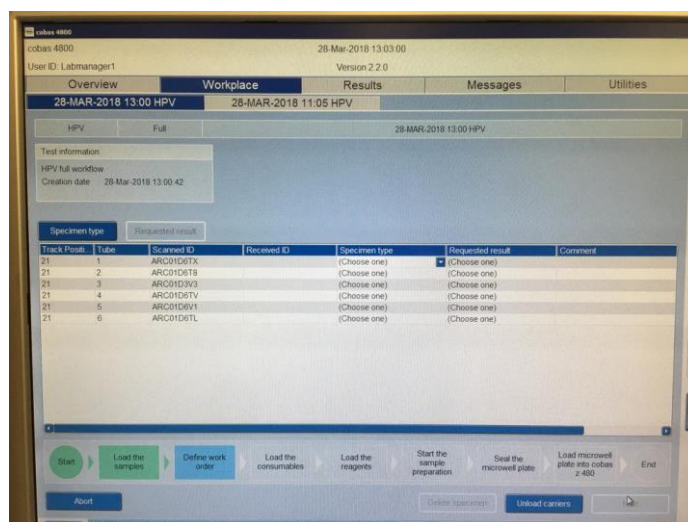 cobas 4800
cobas 4800 28-Mar-2018 13:03:00
User ID: Labmanager1 Version 2.2.0
Overview Workplace Results Messages Utilities
28-MAR-2018 13:00 HPV 28-MAR-2018 11:05 HPV
HPV Full 28-MAR-2018 13:00 HPV
Test information
HPV full workflow
Creation date 28-Mar-2018 13:00:42
Specimen type Requested result
Track Positi... Tube Scanned ID Received ID Specimen type Requested result Comment
21 1 ARC01D6TX (Choose one) (Choose one)
21 2 ARC01D6T9 (Choose one) (Choose one)
21 3 ARC01D3V3 (Choose one) (Choose one)
21 4 ARC01D6TV (Choose one) (Choose one)
21 5 ARC01D6V1 (Choose one) (Choose one)
21 6 ARC01D6TL (Choose one) (Choose one)
Start Load the samples Define work order Load the consumables Load the reagents Start the sample preparation Seal the microwell plate Load microwell plate into cobas z 480 End
Abort Delete specimen Unload carriers